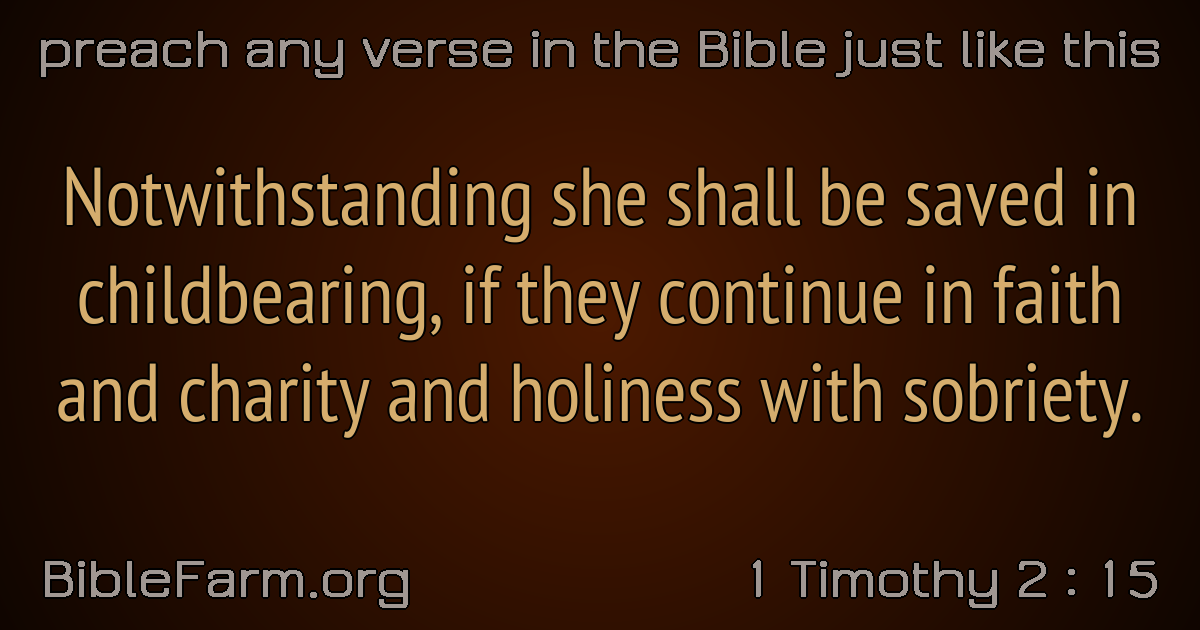 preach any verse in the Bible just like this
Notwithstanding she shall be saved in
childbearing, if they continue in faith
and charity and holiness with sobriety.
BibleFarm.org
1 Timothy 2 : 15